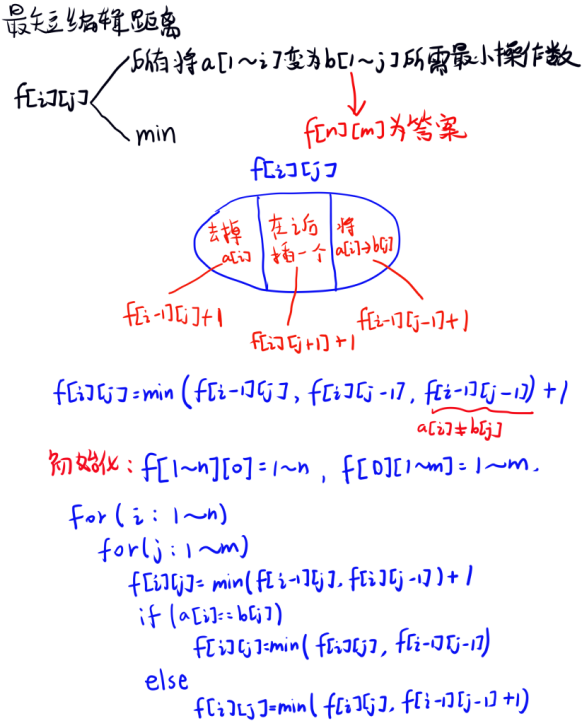 最短编辑距离
f[i][j]
所有将a[1~i]变为b[1~j]所需最小操作数
min
f[n][m]为答案
f[i][j]
去掉a[i]
在i后插一个
将a[i]→b[j]
f[i-1][j]+1
f[i][j+1]+1
f[i-1][j-1]+1
f[i][j]=min(f[i-1][j], f[i][j-1], f[i-1][j-1])+1
a[i]≠b[j]
初始化: f[1~n][0]=1~n, f[0][1~m]=1~m.
for(i: 1~n)
for(j: 1~m)
f[i][j]= min(f[i-1][j], f[i][j-1])+1
if (a[i]==b[j])
f[i][j]=min( f[i][j], f[i-1][j-1])
else
f[i][j]=min( f[i][j], f[i-1][j-1]+1)